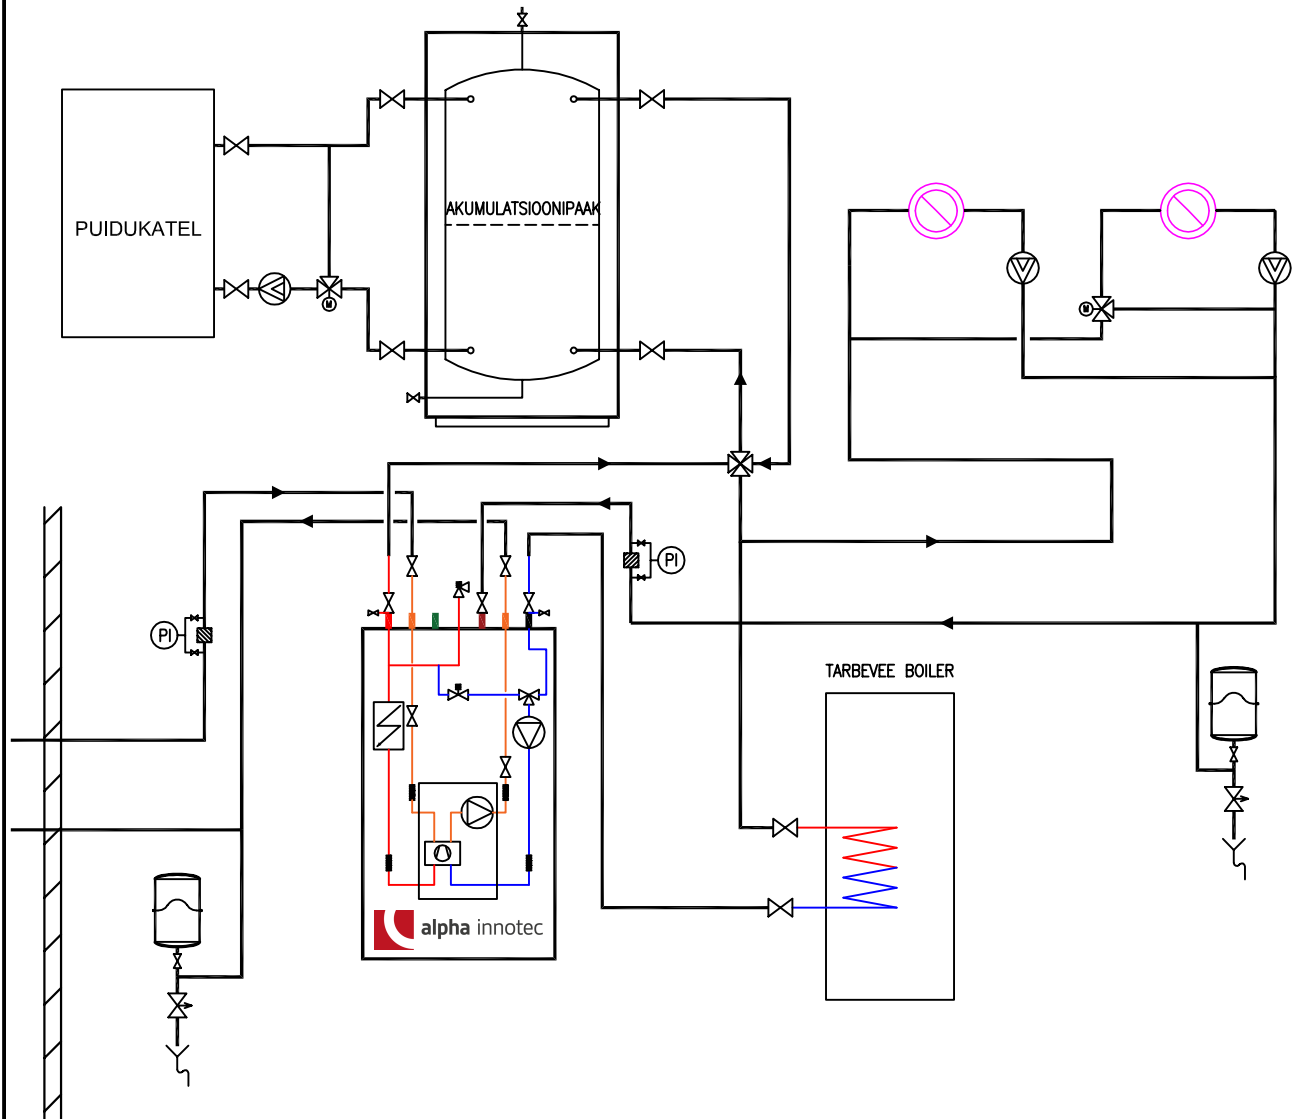 AKUMULATSIOONIPAAK
PUIDUKATEL
M
M
PI
PI
TARBEVEE BOILER
alpha innotec